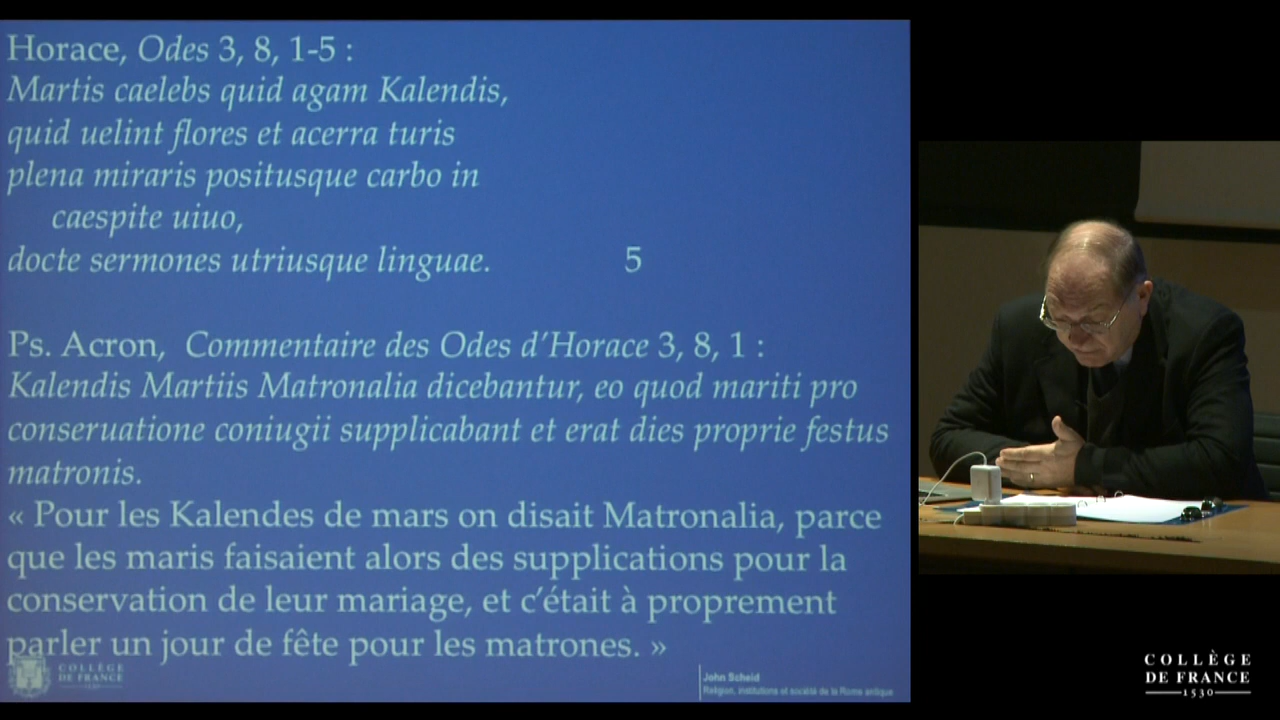 Horace, Odes 3, 8, 1-5 :
Martis caelebs quid agam Kalendis,
quid uelint flores et acerra turis
plena miraris positusque carbo in
caespite uiuo,
docte sermones utriusque linguae. 5
Ps. Acron, Commentaire des Odes d’Horace 3, 8, 1 :
Kalendis Martiis Matronalia dicebantur, eo quod mariti pro
conseruatione coniugii supplicabant et erat dies proprie festus
matronis.
« Pour les Kalendes de mars on disait Matronalia, parce
que les maris faisaient alors des supplications pour la
conservation de leur mariage, et c’était à proprement
parler un jour de fête pour les matrones. »
COLLÈGE
DE FRANCE
1530
John Scheid
Religion, institutions et société de la Rome antique
COLLÈGE
DE FRANCE
1530